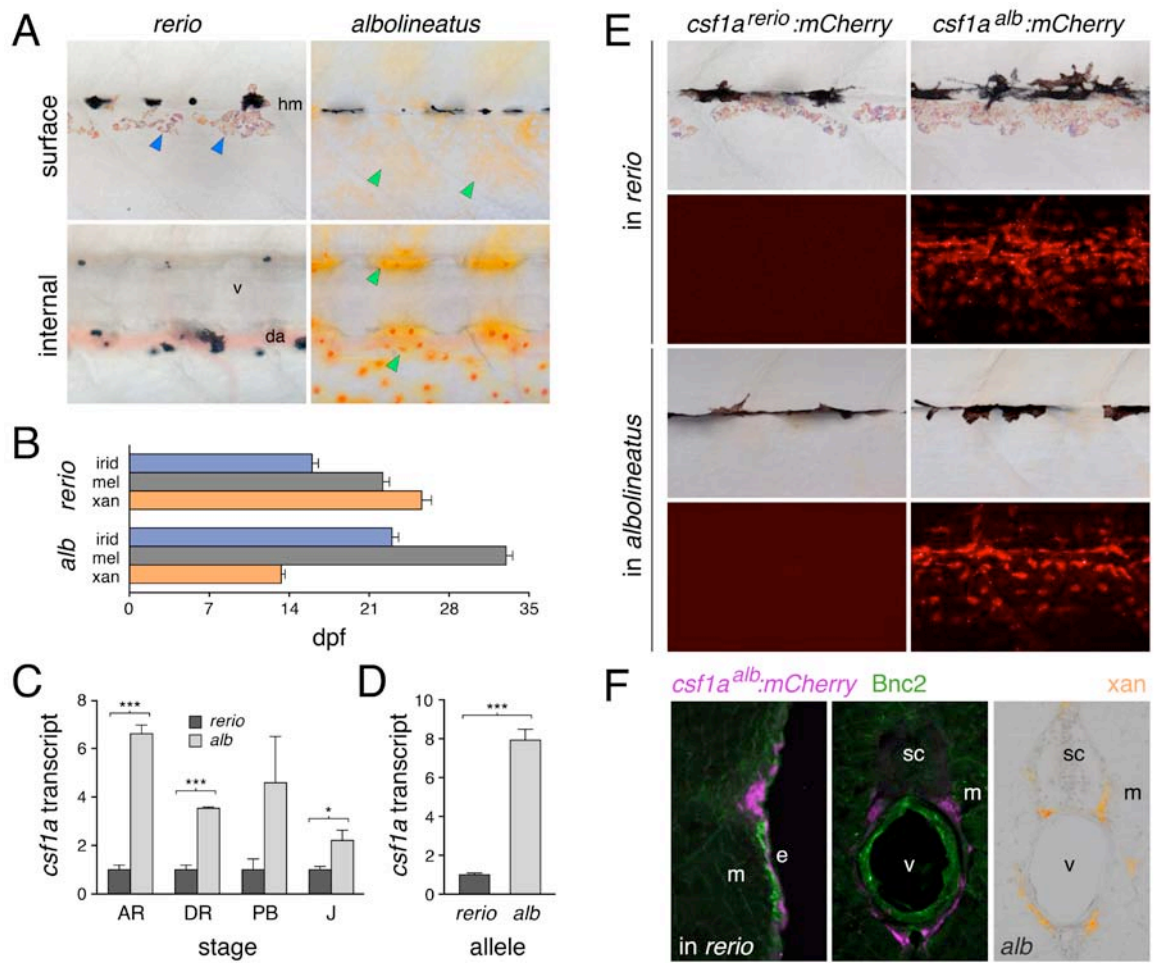 A
rerio
albolineatus
surface
hm
internal
v
da
B
rerio
irid
mel
xan
alb
irid
mel
xan
0 7 14 21 28 35
dpf
C
csf1a transcript
8
6
4
2
0
***
***
*
rerio
alb
AR DR PB J
stage
D
csf1a transcript
10
8
6
4
2
0
***
rerio alb
allele
E
csf1a rerio:mCherry
csf1a alb:mCherry
in rerio
in albolineatus
F
csf1a alb:mCherry Bnc2 xan
m
e
in rerio
sc
m
v
sc
m
v
alb